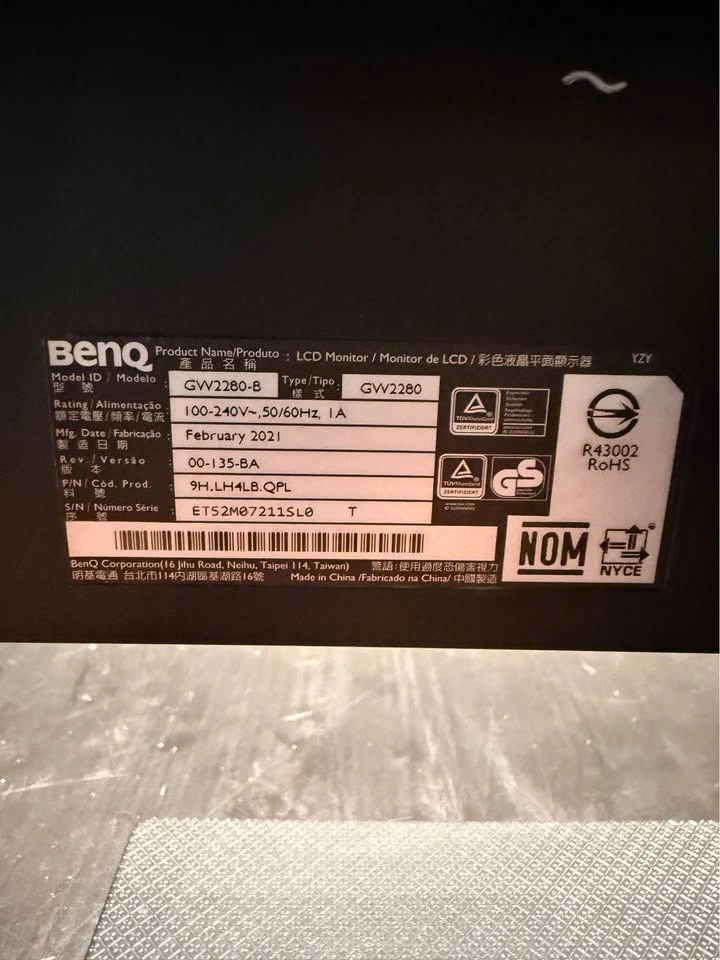 ~
BenQ Product Name/Produto : LCD Monitor / Monitor de LCD / 彩色液晶平面顯示器 YZY
產品名稱
Model ID / Modelo : GW2280-B Type/Tipo : GW2280
型號 樣式
Rating / Alimentação : 100-240V~,50/60Hz, 1A
額定電壓/頻率/電流
Mfg. Date / Fabricação : February 2021
製造日期
Rev. / Versão : 00-135-BA
版本
P/N / Cód. Prod. : 9H.LH4LB.QPL
料號
S/N / Número Série : ET52M07211SL0 T
序號
TÜVRheinland
ZERTIFIZIERT
TÜVRheinland
ZERTIFIZIERT
GS
R43002
RoHS
NOM
NYCE
BenQ Corporation(16 Jihu Road, Neihu, Taipei 114, Taiwan) 警語:使用過度恐傷害視力
明基電通 台北市114內湖區基湖路16號 Made in China /Fabricado na China/ 中國製造